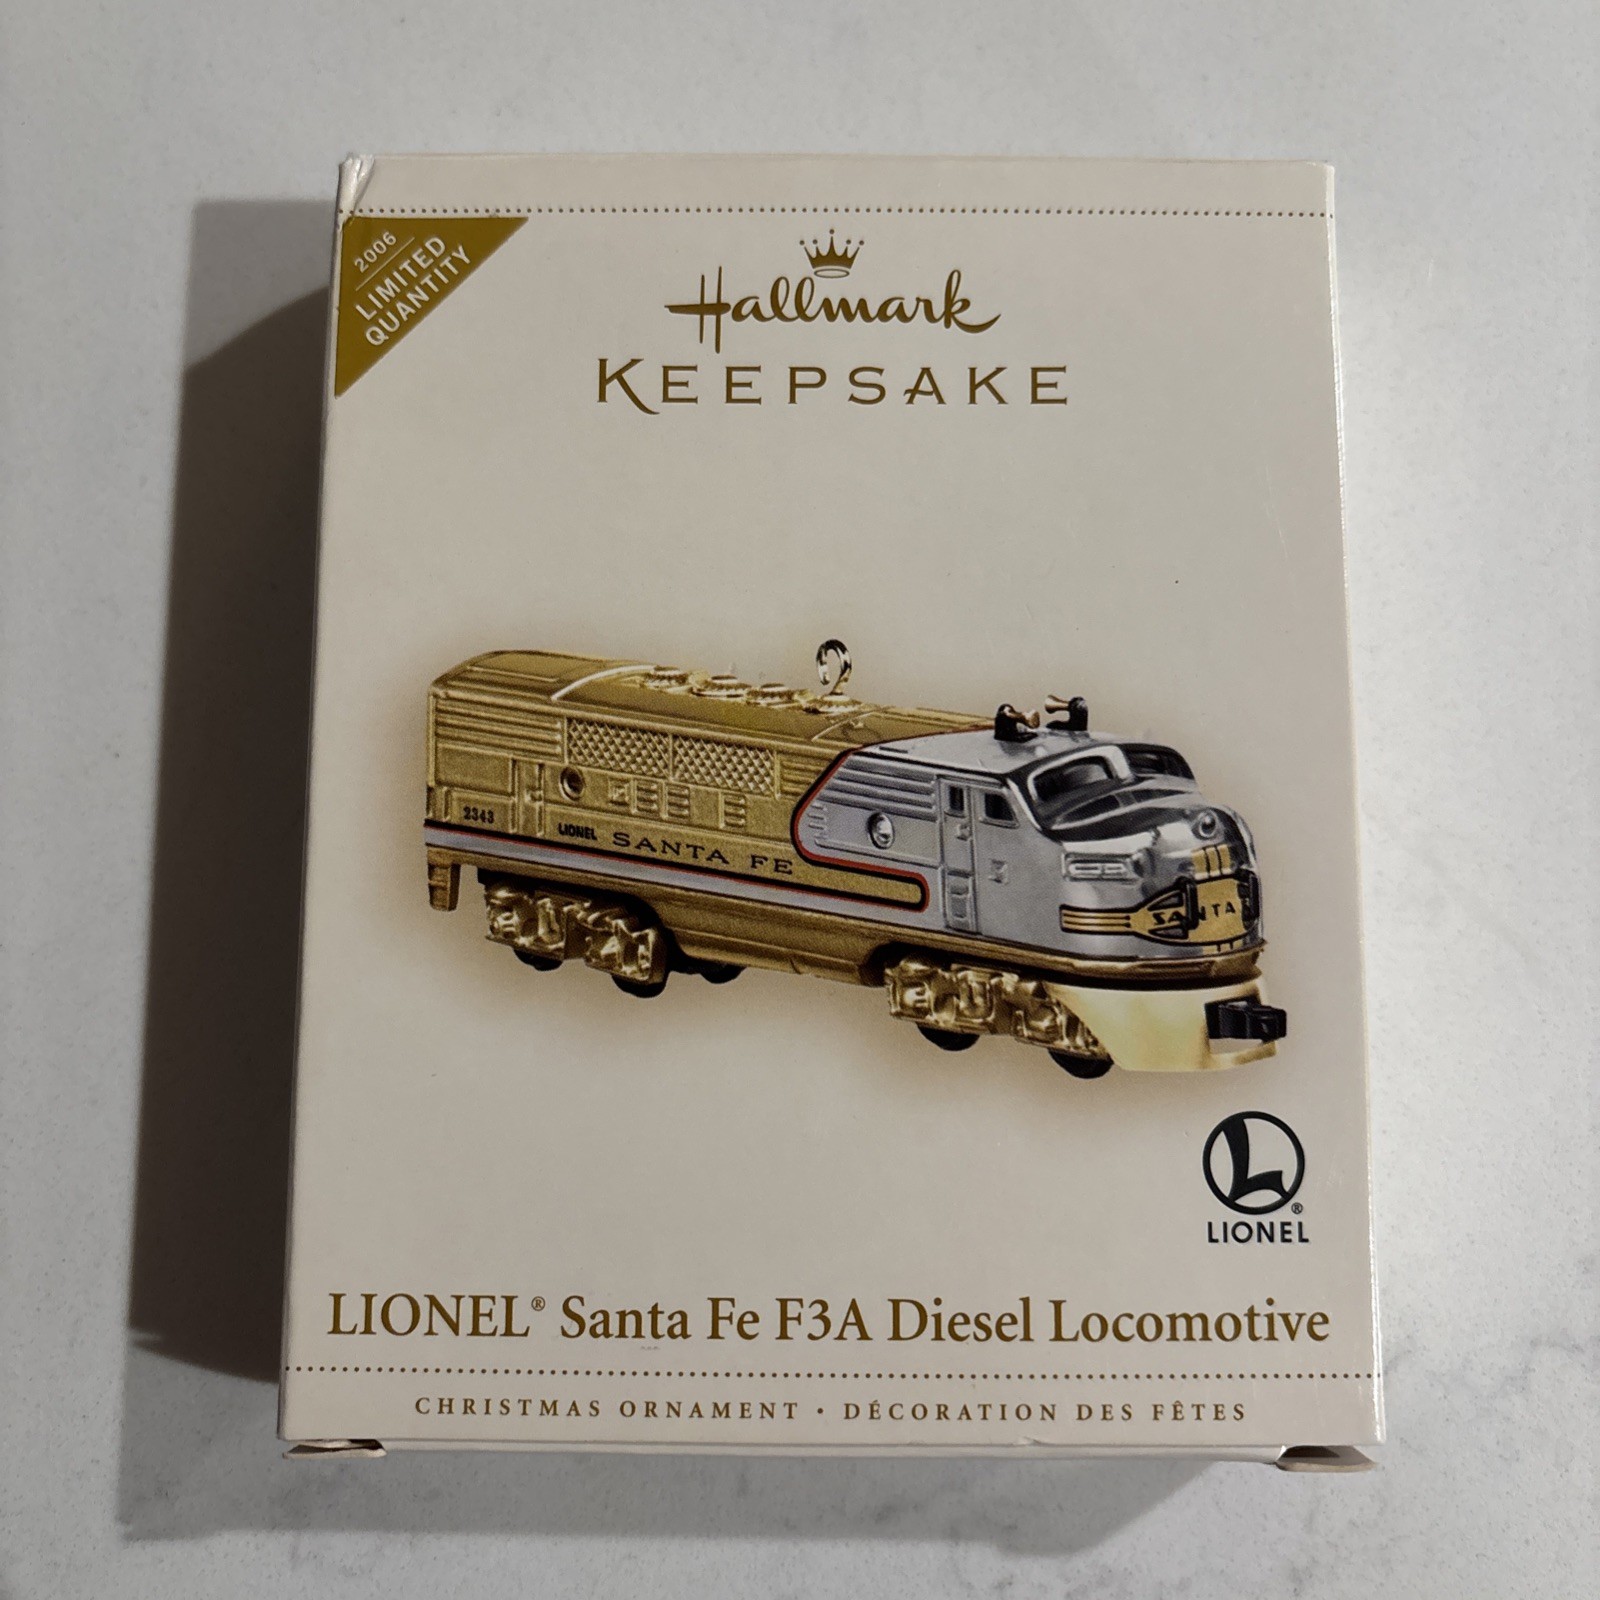 2006
LIMITED
QUANTITY
Hallmark
KEEPSAKE
2343
LIONEL SANTA FE
SANTA
L
®
LIONEL
LIONEL® Santa Fe F3A Diesel Locomotive
CHRISTMAS ORNAMENT • DÉCORATION DES FÊTES